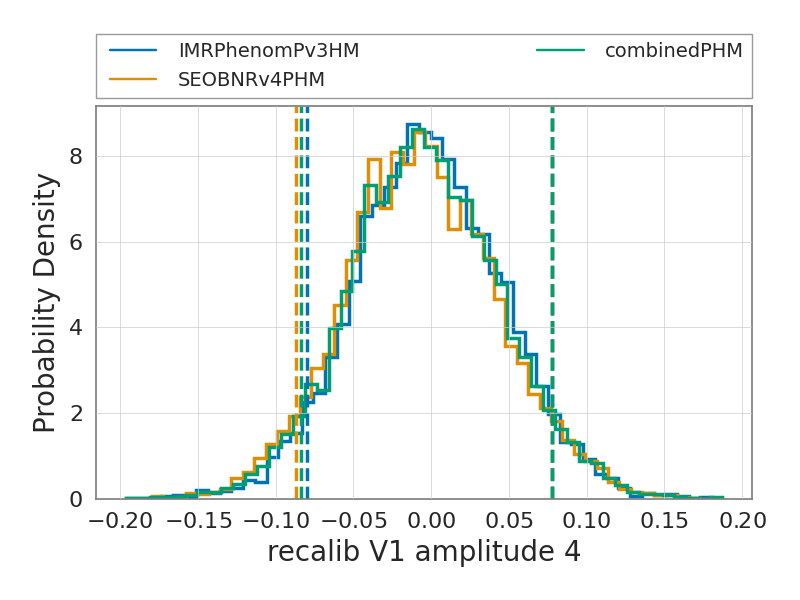 IMRPhenomPv3HM
SEOBNRv4PHM
combinedPHM
Probability Density
8
6
4
2
0
−0.20 −0.15 −0.10 −0.05 0.00 0.05 0.10 0.15 0.20
recalib V1 amplitude 4